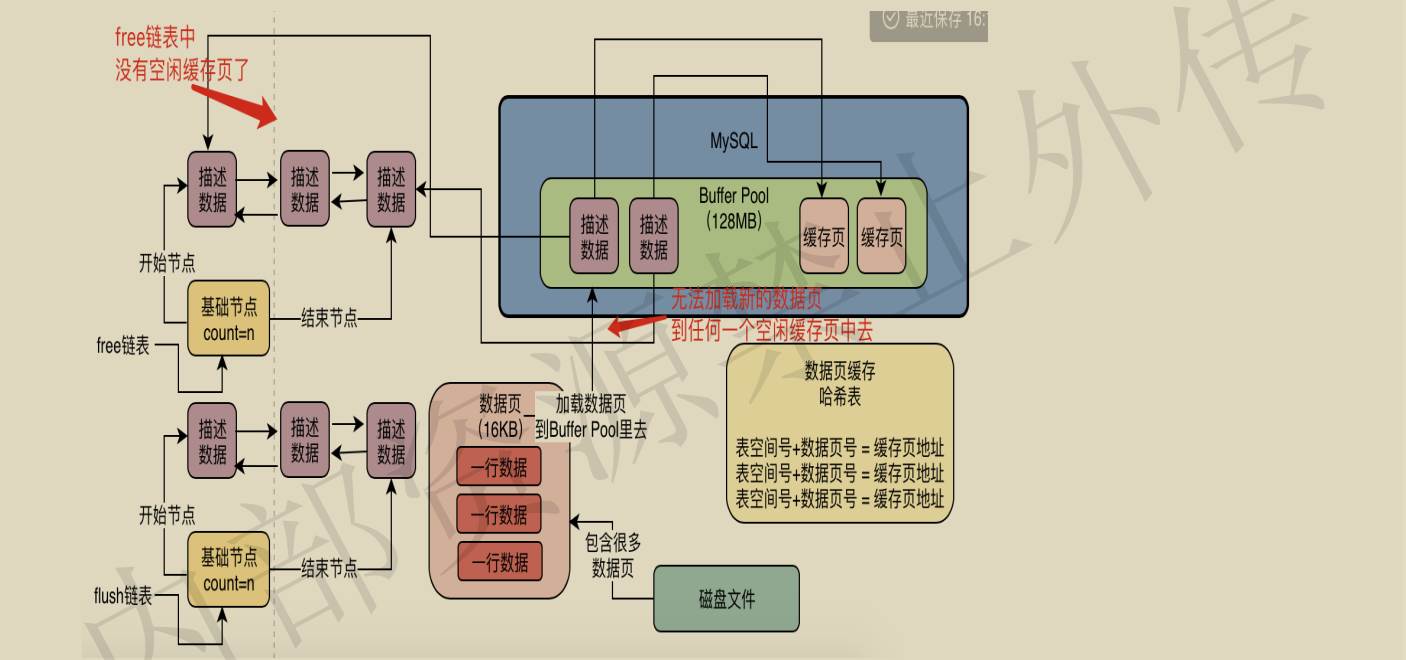 最近保存 16:
free链表中
没有空闲缓存页了
MySQL
Buffer Pool
(128MB)
描述
数据
描述
数据
描述
数据
描述
数据
描述
数据
缓存页
缓存页
开始节点
基础节点
count=n
结束节点
free链表
无法加载新的数据页
到任何一个空闲缓存页中去
数据页缓存
哈希表
表空间号+数据页号 = 缓存页地址
表空间号+数据页号 = 缓存页地址
表空间号+数据页号 = 缓存页地址
描述
数据
描述
数据
描述
数据
数据页
(16KB)
加载数据页
到Buffer Pool里去
一行数据
一行数据
一行数据
开始节点
基础节点
count=n
结束节点
flush链表
包含很多
数据页
磁盘文件
内部资源禁止外传